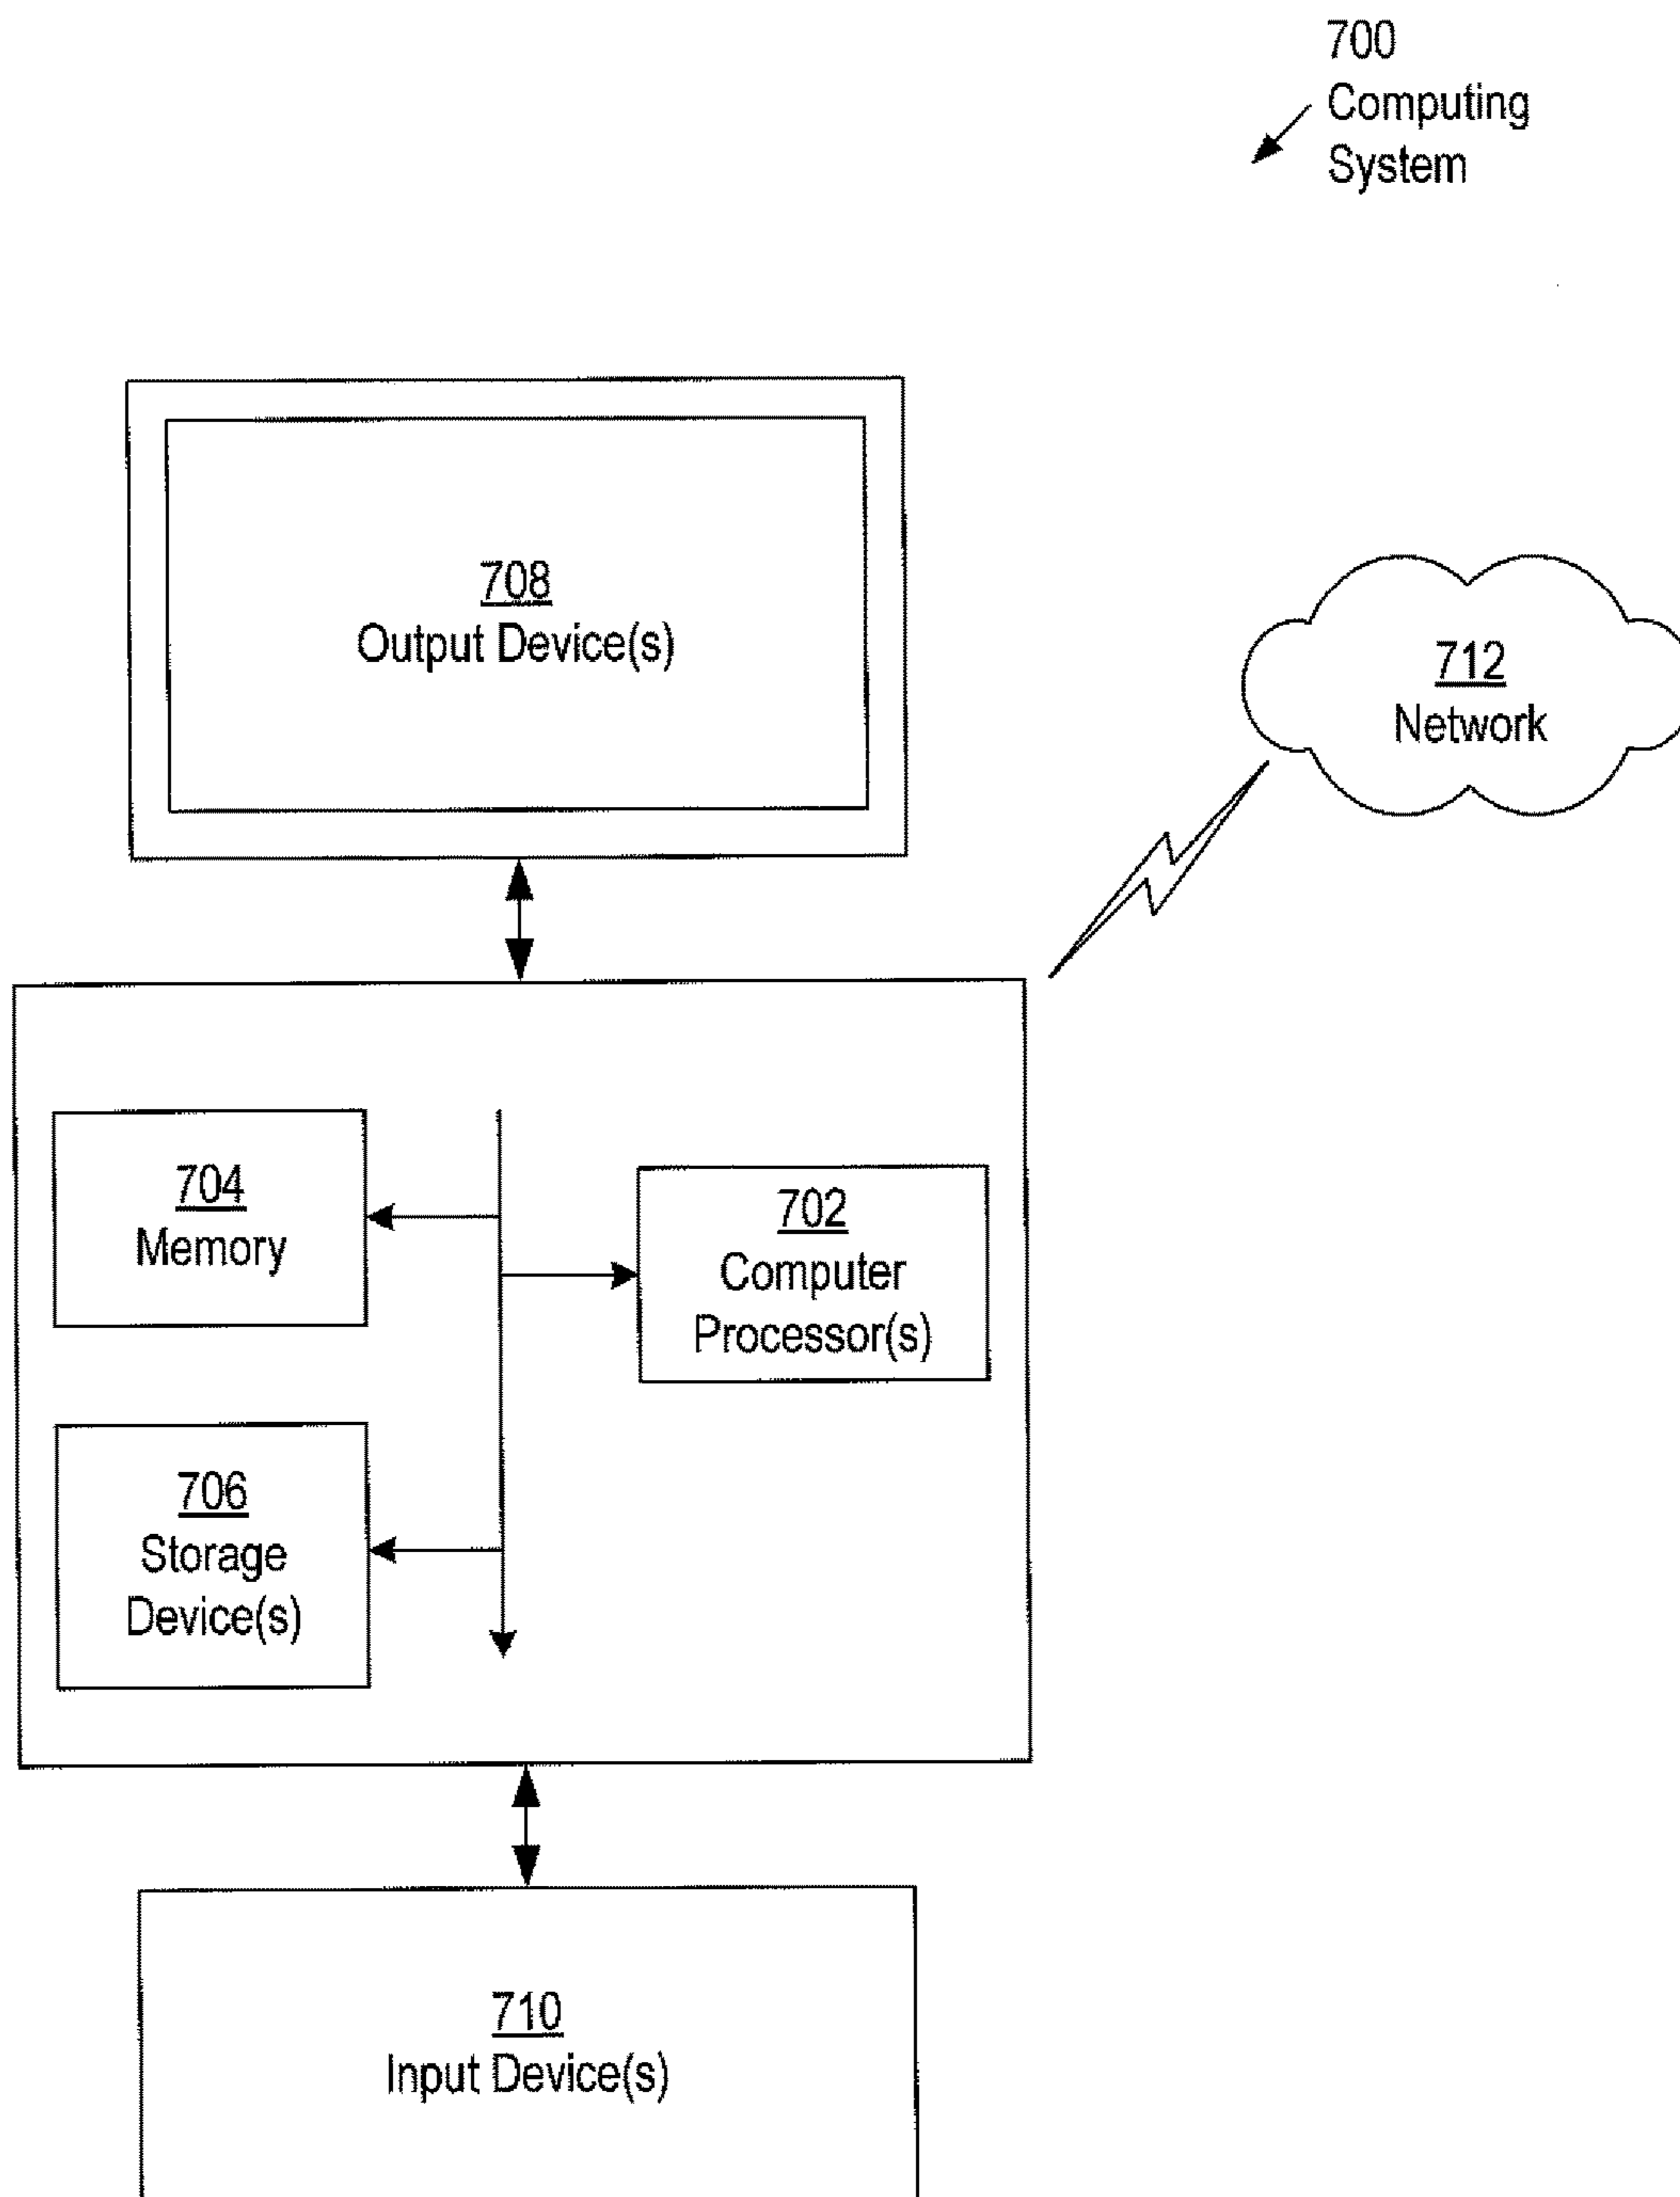 700
Computing
System
708
Output Device(s)
712
Network
704
Memory
702
Computer
Processor(s)
706
Storage
Device(s)
710
Input Device(s)